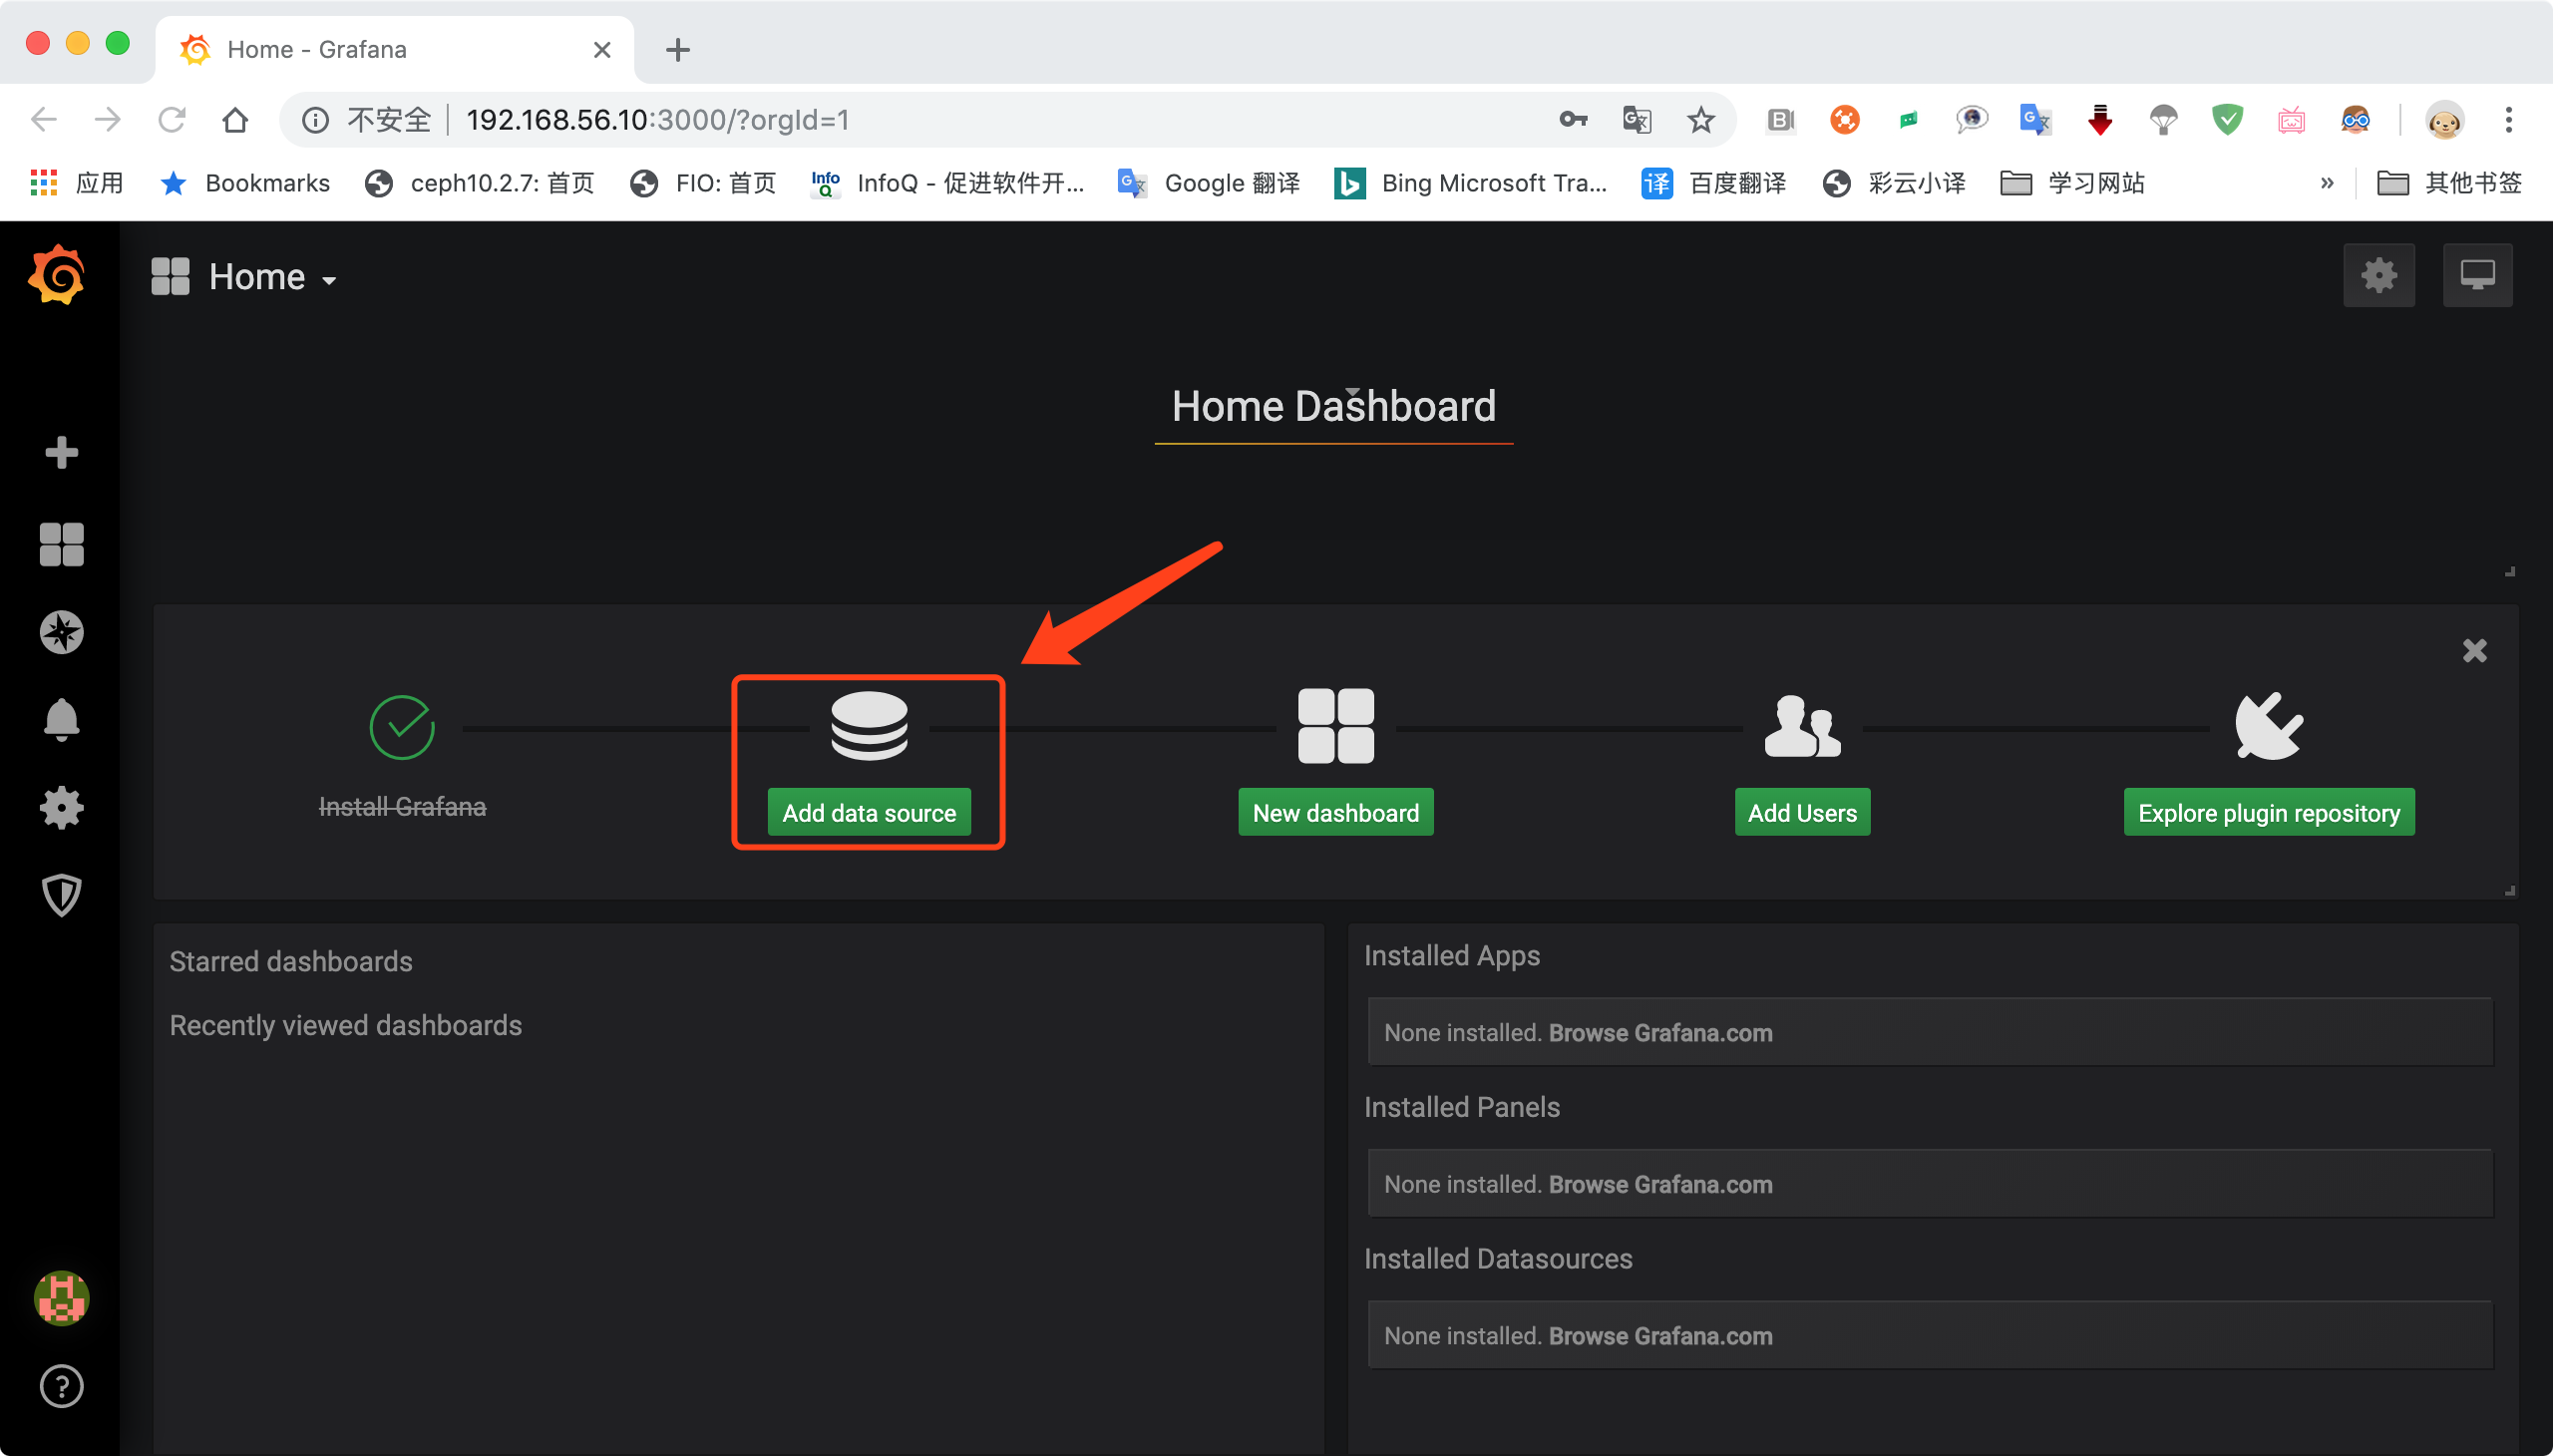 Home - Grafana
不安全 192.168.56.10:3000/?orgId=1
应用 Bookmarks ceph10.2.7: 首页 FIO: 首页 Info Q InfoQ - 促进软件开... Google 翻译 Bing Microsoft Tra... 译 百度翻译 彩云小译 学习网站 » 其他书签
Home
Home Dashboard
Install Grafana
Add data source
New dashboard
Add Users
Explore plugin repository
Starred dashboards
Recently viewed dashboards
Installed Apps
None installed. Browse Grafana.com
Installed Panels
None installed. Browse Grafana.com
Installed Datasources
None installed. Browse Grafana.com